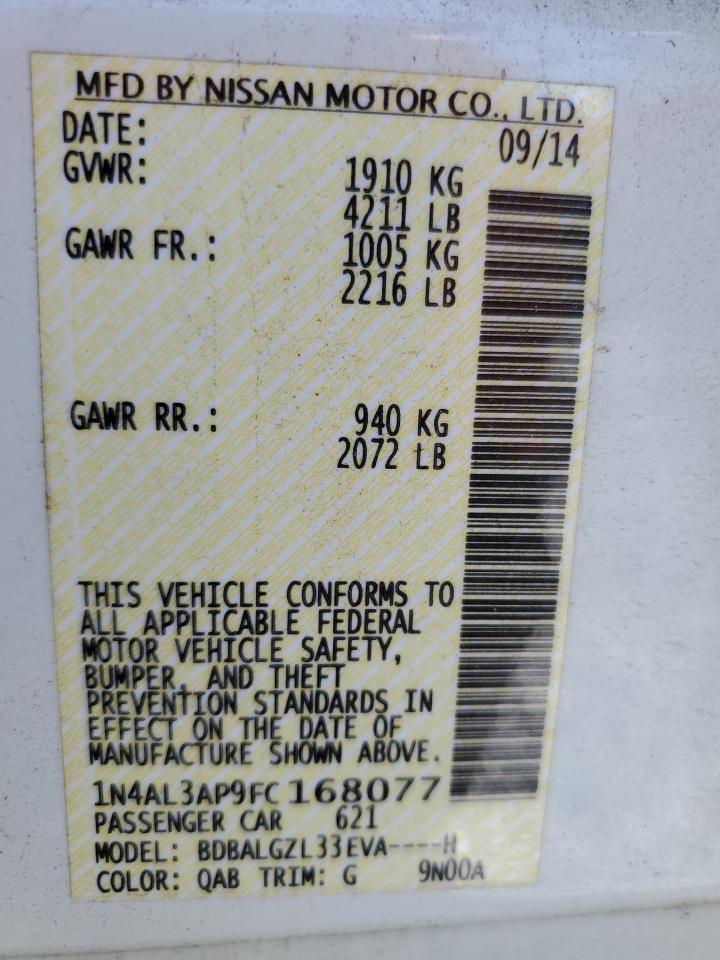 MFD BY NISSAN MOTOR CO., LTD.
DATE: 09/14
GVWR: 1910 KG
4211 LB
GAWR FR.: 1005 KG
2216 LB
GAWR RR.: 940 KG
2072 LB
THIS VEHICLE CONFORMS TO
ALL APPLICABLE FEDERAL
MOTOR VEHICLE SAFETY,
BUMPER, AND THEFT
PREVENTION STANDARDS IN
EFFECT ON THE DATE OF
MANUFACTURE SHOWN ABOVE.
1N4AL3AP9FC168077
PASSENGER CAR 621
MODEL: BDBALGZL33EVA----H
COLOR: QAB TRIM: G 9N00A